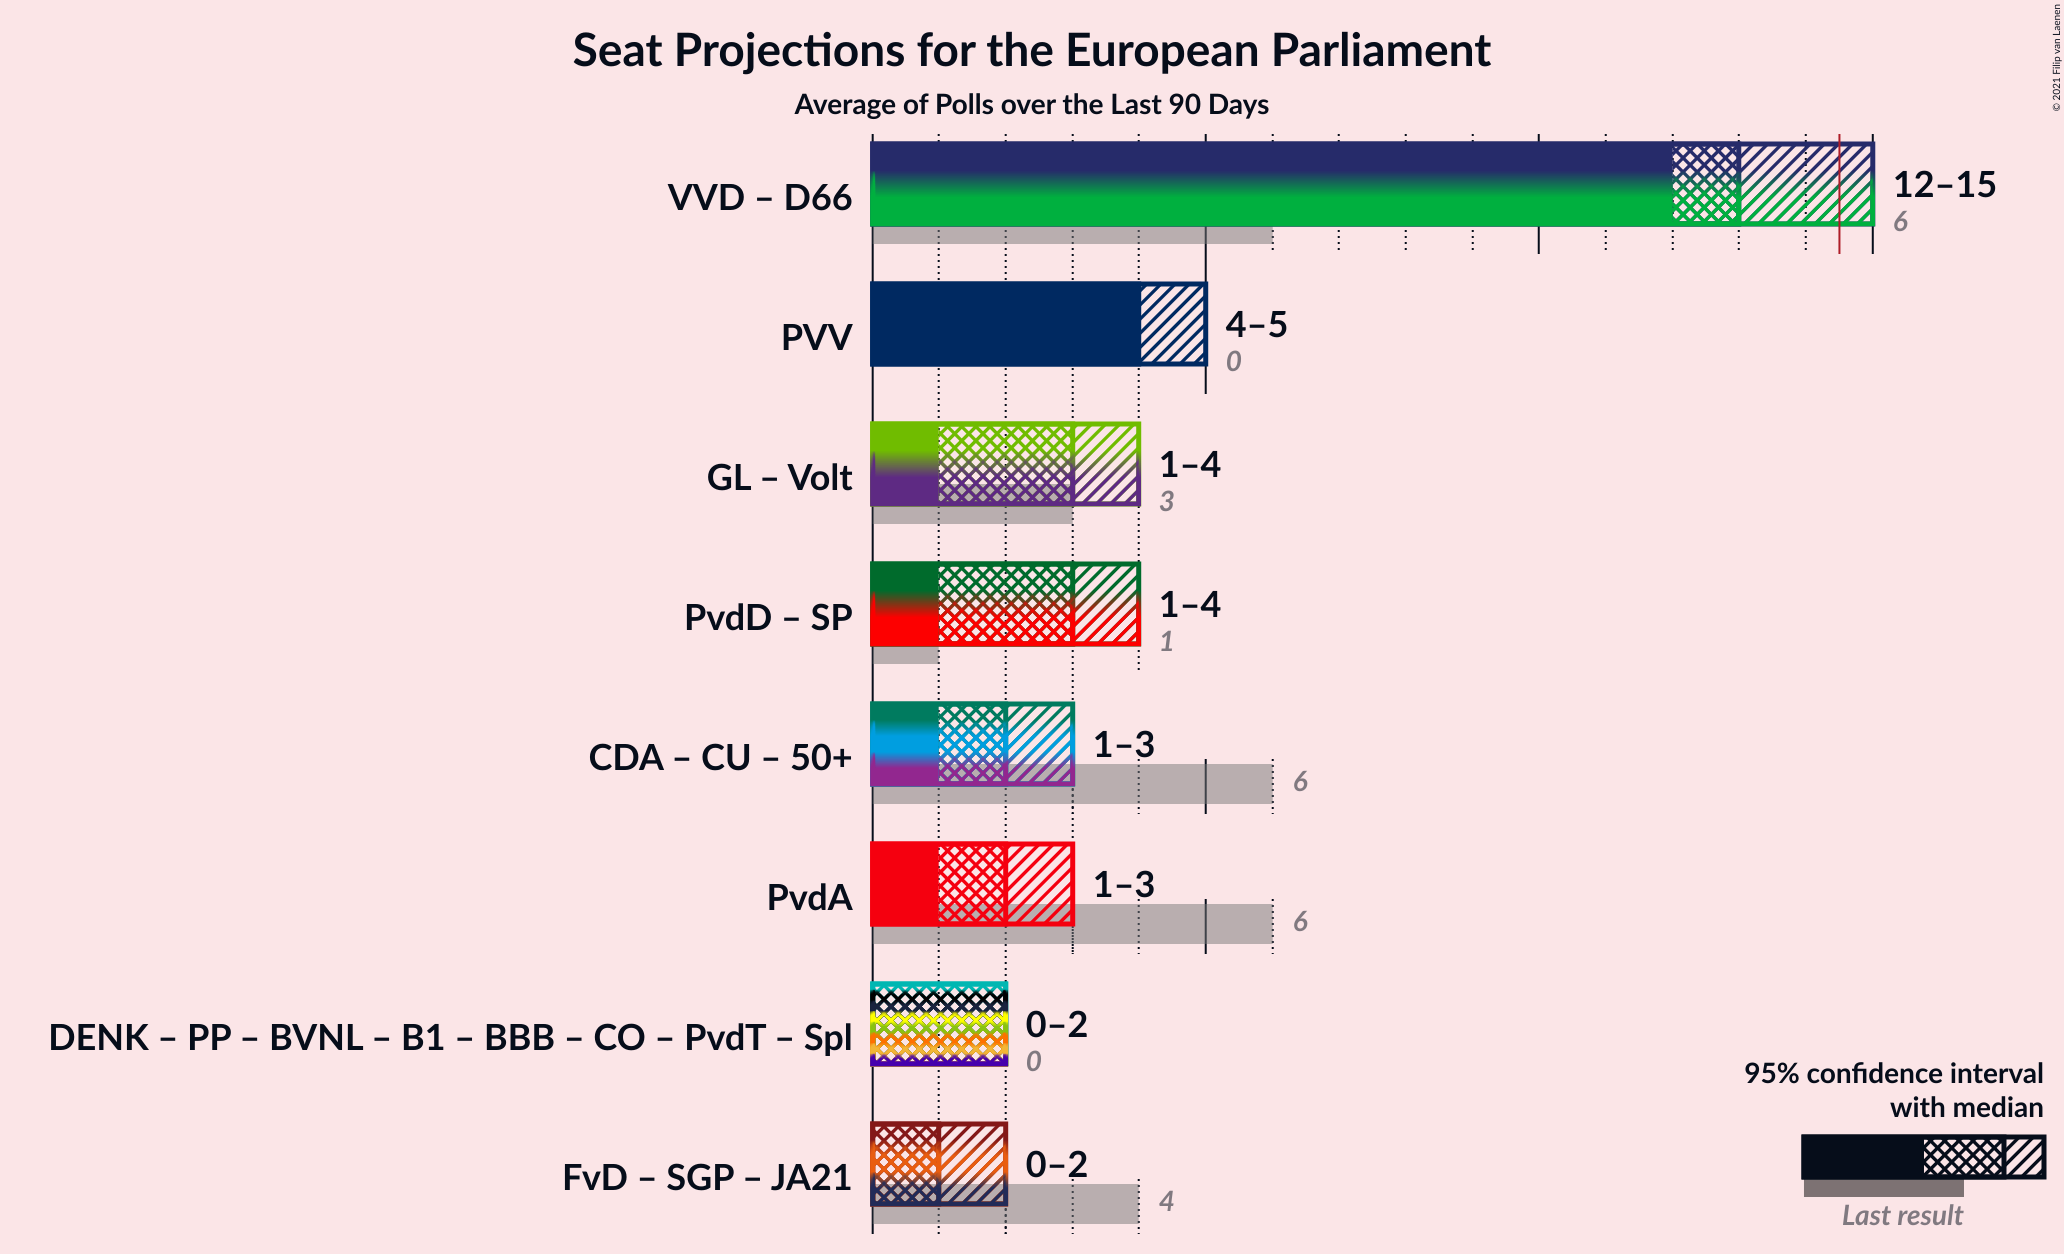 Seat Projections for the European Parliament
Average of Polls over the Last 90 Days
© 2021 Filip van Laenen
VVD – D66
12–15
6
PVV
4–5
0
GL – Volt
1–4
3
PvdD – SP
1–4
1
CDA – CU – 50+
1–3
6
PvdA
1–3
6
DENK – PP – BVNL – B1 – BBB – CO – PvdT – Spl
0–2
0
FvD – SGP – JA21
0–2
4
95% confidence interval
with median
Last result